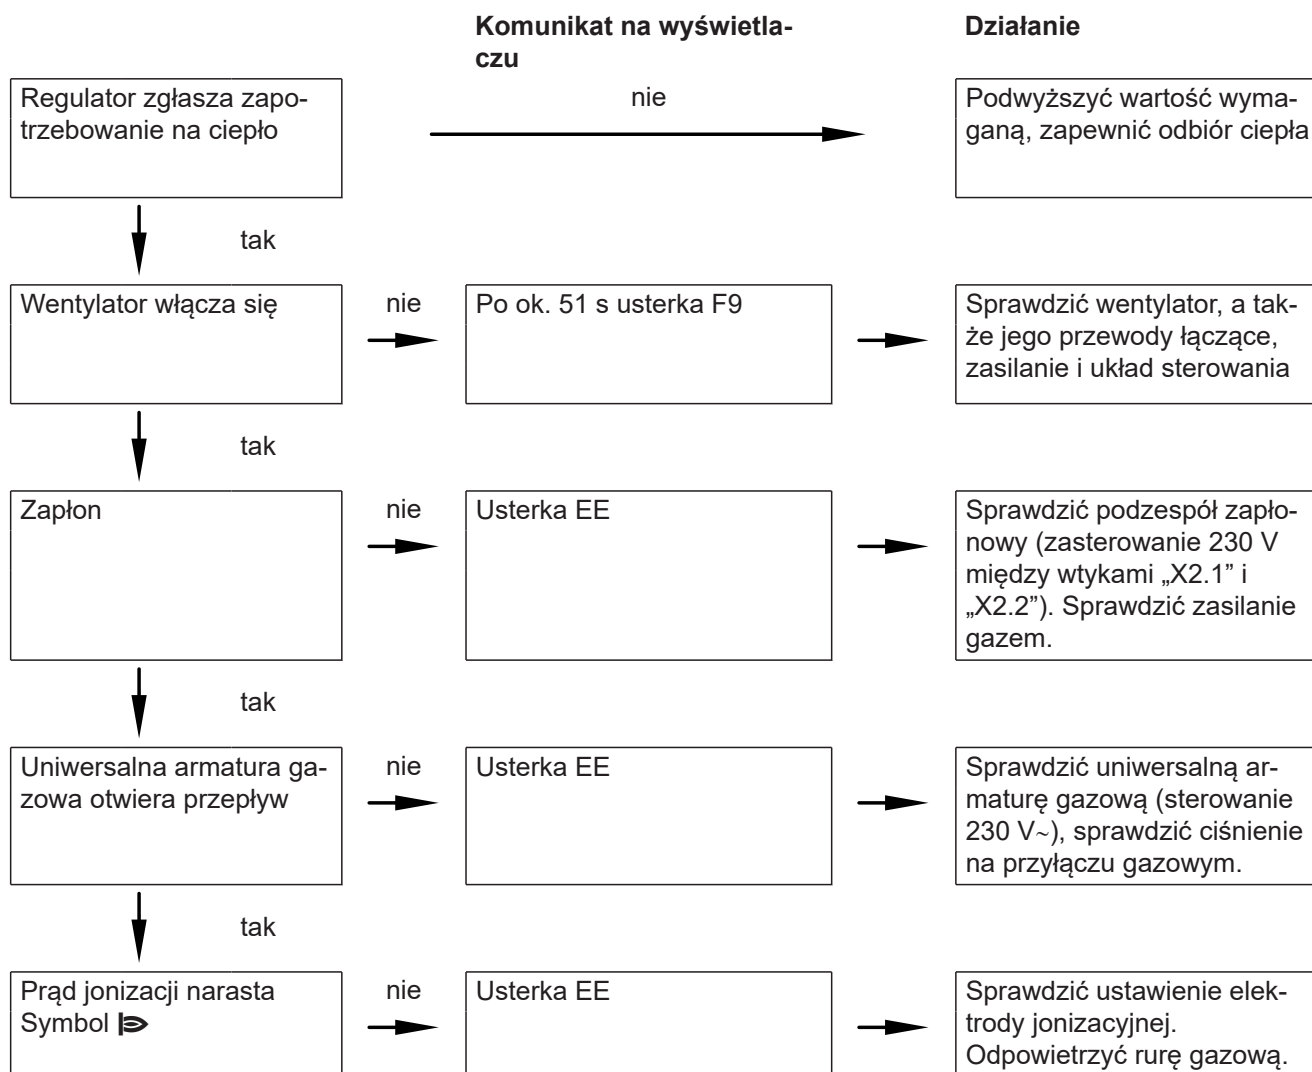 Komunikat na wyświetla-
czu
Działanie
Regulator zgłasza zapo-
trzebowanie na ciepło
nie
Podwyższyć wartość wyma-
ganą, zapewnić odbiór ciepła
tak
Wentylator włącza się
nie
Po ok. 51 s usterka F9
Sprawdzić wentylator, a tak-
że jego przewody łączące,
zasilanie i układ sterowania
tak
Zapłon
nie
Usterka EE
Sprawdzić podzespół zapło-
nowy (zasterowanie 230 V
między wtykami „X2.1” i
„X2.2”). Sprawdzić zasilanie
gazem.
tak
Uniwersalna armatura ga-
zowa otwiera przepływ
nie
Usterka EE
Sprawdzić uniwersalną ar-
maturę gazową (sterowanie
230 V~), sprawdzić ciśnienie
na przyłączu gazowym.
tak
Prąd jonizacji narasta
Symbol
nie
Usterka EE
Sprawdzić ustawienie elek-
trody jonizacyjnej.
Odpowietrzyć rurę gazową.